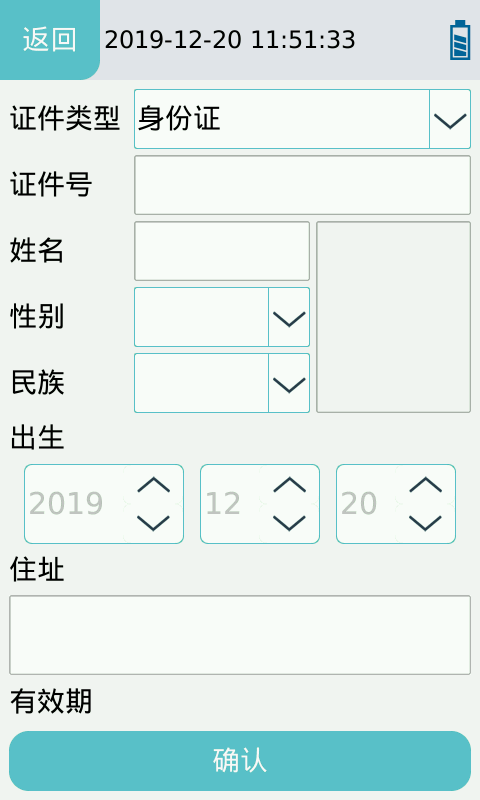 返回 2019-12-20 11:51:33
证件类型 身份证
证件号
姓名
性别
民族
出生
2019 12 20
住址
有效期
确认